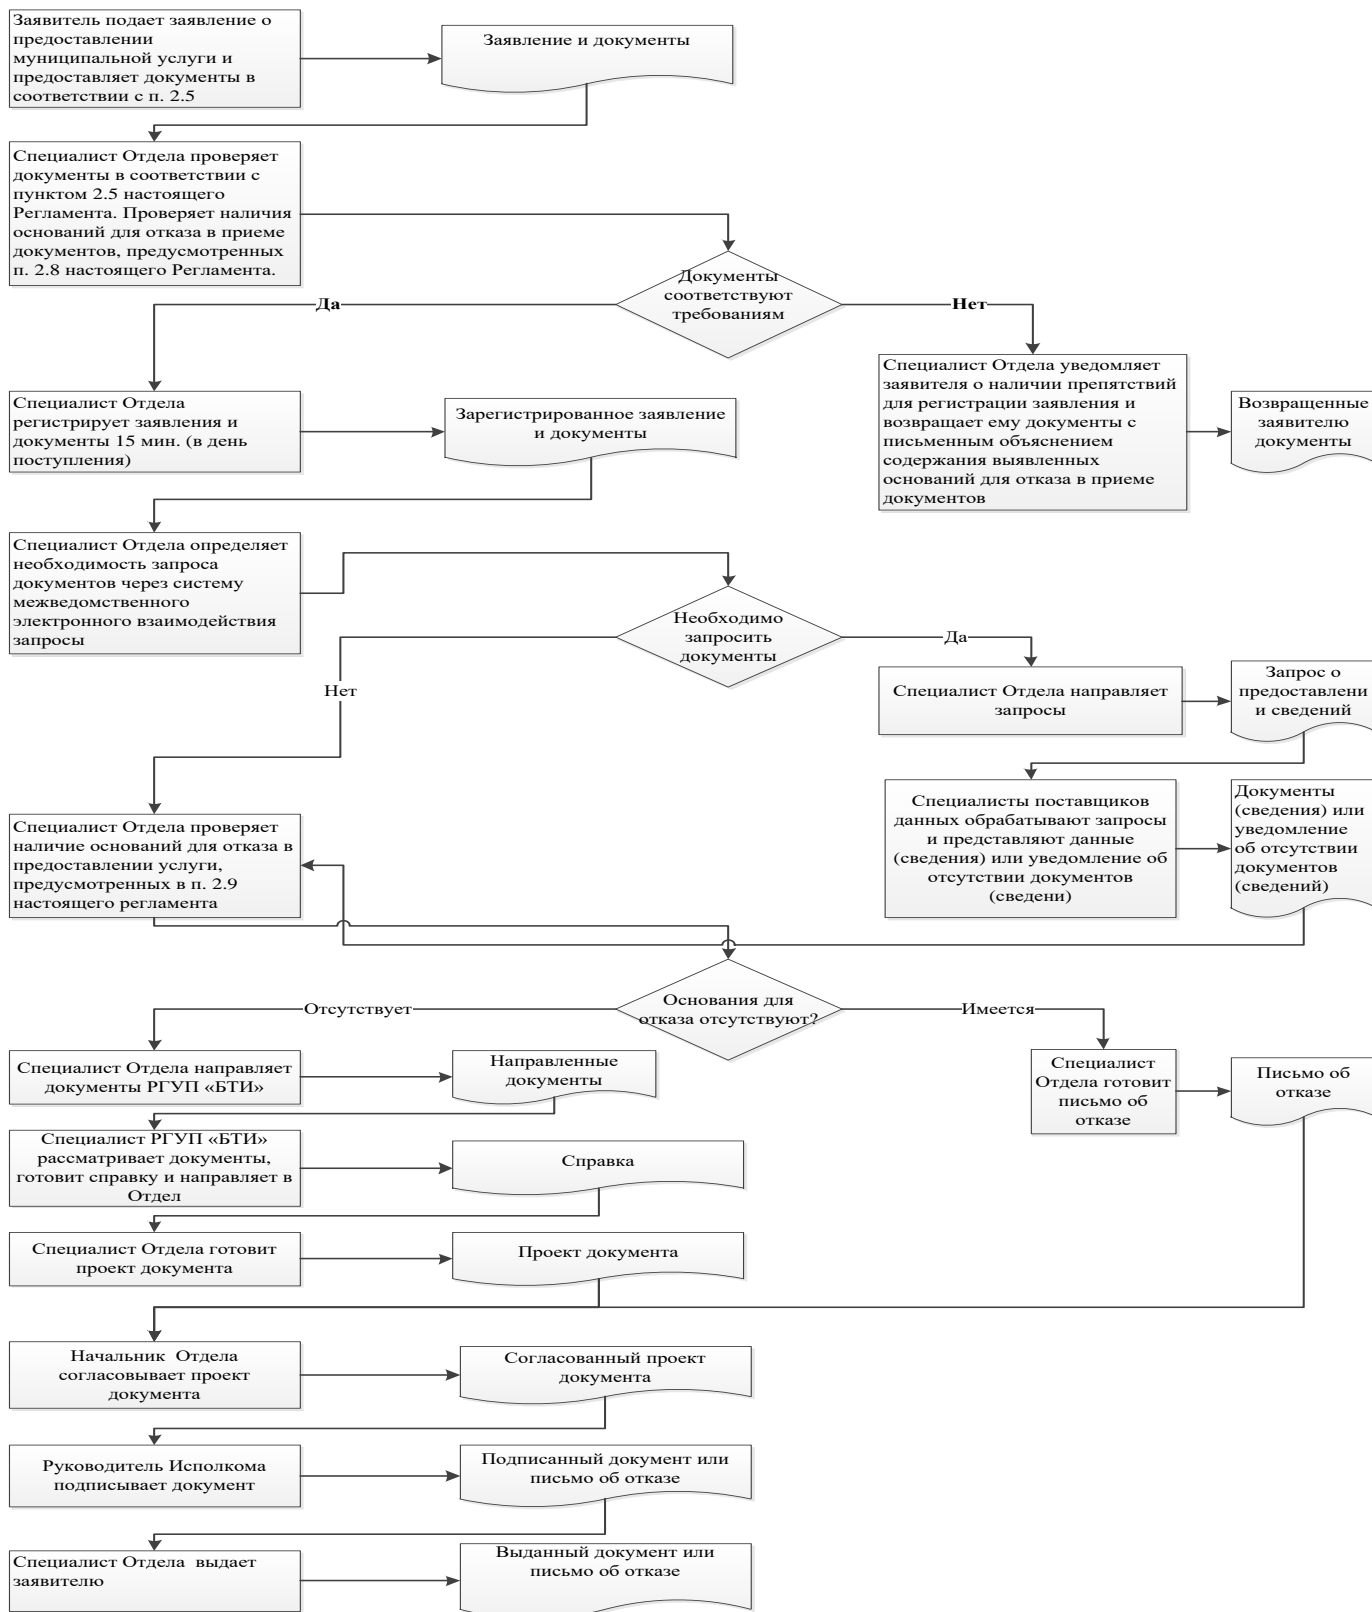 Заявитель подает заявление о
предоставлении
муниципальной услуги и
предоставляет документы в
соответствии с п. 2.5
Заявление и документы
Специалист Отдела проверяет
документы в соответствии с
пунктом 2.5 настоящего
Регламента. Проверяет наличия
оснований для отказа в приеме
документов, предусмотренных
п. 2.8 настоящего Регламента.
Документы
соответствуют
требованиям
Да
Нет
Специалист Отдела
регистрирует заявления и
документы 15 мин. (в день
поступления)
Зарегистрированное заявление
и документы
Специалист Отдела уведомляет
заявителя о наличии препятствий
для регистрации заявления и
возвращает ему документы с
письменным объяснением
содержания выявленных
оснований для отказа в приеме
документов
Возвращенные
заявителю
документы
Специалист Отдела определяет
необходимость запроса
документов через систему
межведомственного
электронного взаимодействия
запросы
Необходимо
запросить
документы
Да
Нет
Специалист Отдела направляет
запросы
Запрос о
предоставлени
и сведений
Специалисты поставщиков
данных обрабатывают запросы
и представляют данные
(сведения) или уведомление об
отсутствии документов
(сведени)
Документы
(сведения) или
уведомление
об отсутствии
документов
(сведений)
Специалист Отдела проверяет
наличие оснований для отказа в
предоставлении услуги,
предусмотренных в п. 2.9
настоящего регламента
Основания для
отказа отсутствуют?
Отсутствует
Имеется
Специалист Отдела направляет
документы РГУП «БТИ»
Направленные
документы
Специалист
Отдела готовит
письмо об
отказе
Письмо об
отказе
Специалист РГУП «БТИ»
рассматривает документы,
готовит справку и направляет в
Отдел
Справка
Специалист Отдела готовит
проект документа
Проект документа
Начальник Отдела
согласовывает проект
документа
Согласованный проект
документа
Руководитель Исполкома
подписывает документ
Подписанный документ или
письмо об отказе
Специалист Отдела выдает
заявителю
Выданный документ или
письмо об отказе